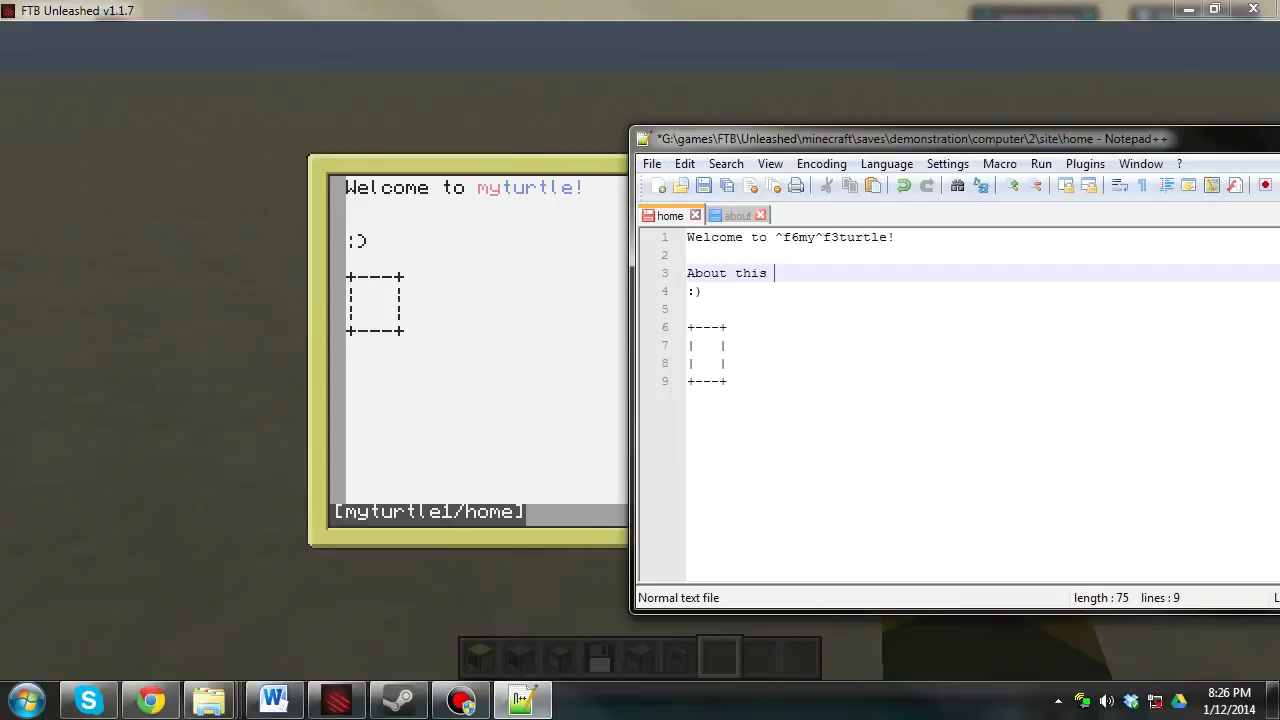 FTB Unleashed v1.1.7
Welcome to myturtle!
:)
+----+
|    |
|    |
+----+
[myturtle1/home]
*G:\games\FTB\Unleashed\minecraft\saves\demonstration\computer\2\site\home - Notepad++
File Edit Search View Encoding Language Settings Macro Run Plugins Window ?
home about
1 Welcome to ^f6my^f3turtle!
2
3 About this
4 :)
5
6 +---+
7 |   |
8 |   |
9 +---+
Normal text file length : 75 lines : 9 L
8:26 PM
1/12/2014